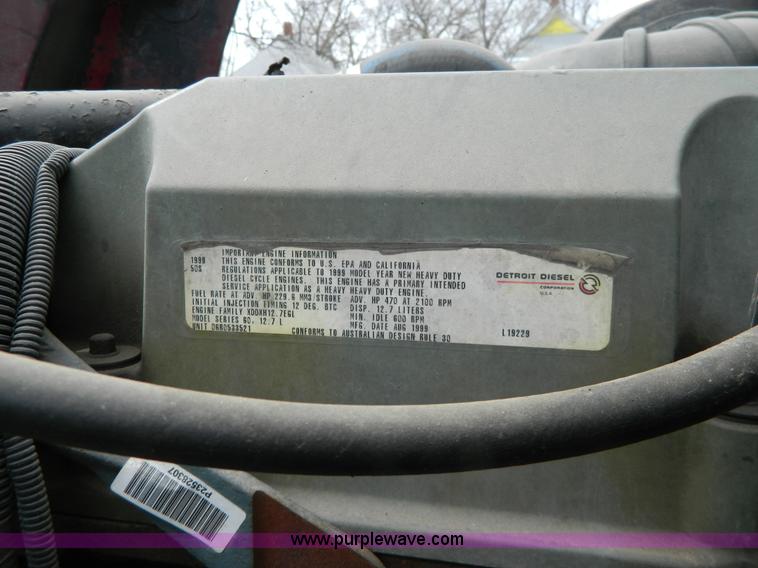 IMPORTANT ENGINE INFORMATION
1999 THIS ENGINE CONFORMS TO U.S. EPA AND CALIFORNIA
50S REGULATIONS APPLICABLE TO 1999 MODEL YEAR NEW HEAVY DUTY
DIESEL CYCLE ENGINES. THIS ENGINE HAS A PRIMARY INTENDED
SERVICE APPLICATION AS A HEAVY HEAVY DUTY ENGINE.
FUEL RATE AT ADV. HP 229.6 MM3/STROKE ADV. HP 470 AT 2100 RPM
INITIAL INJECTION TIMING 12 DEG. BTC DISP. 12.7 LITERS
ENGINE FAMILY XDDXH12.7EGL MIN. IDLE 600 RPM
MODEL SERIES 60, 12.7 L MFG. DATE AUG 1999
UNIT 06R0533521 CONFORMS TO AUSTRALIAN DESIGN RULE 30
DETROIT DIESEL
CORPORATION
U.S.A.
L19229
P23528307
www.purplewave.com